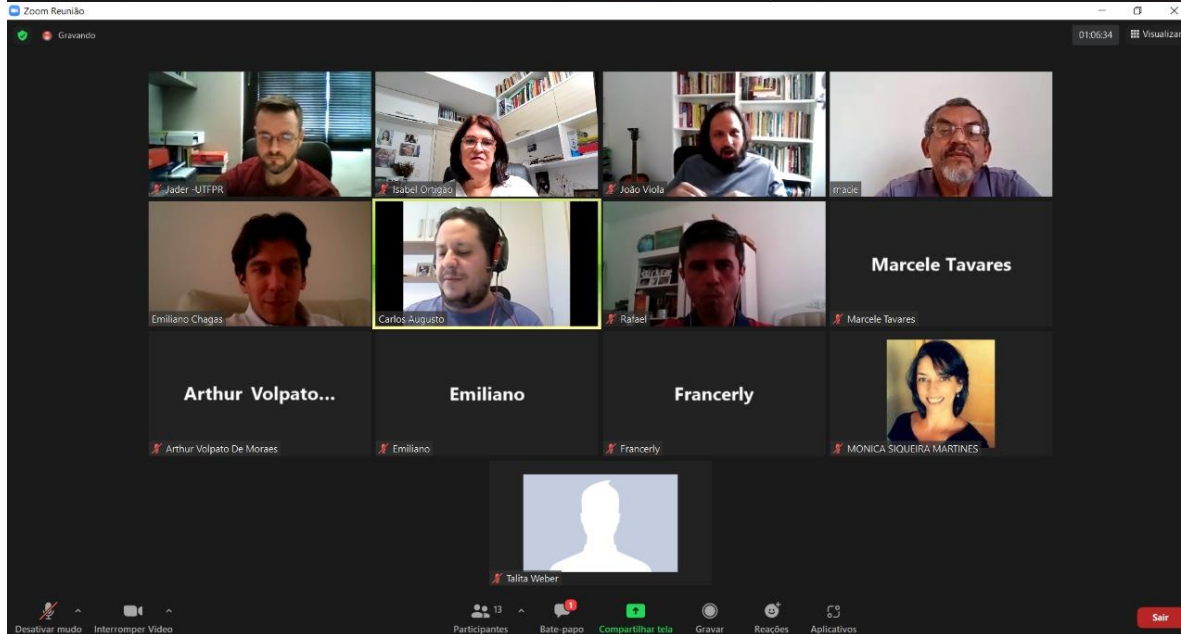 Zoom Reunião
Gravando
01:06:34 Visualizar
Jader -UTFPR
Isabel Ortigao
João Viola
macie
Emiliano Chagas
Carlos Augusto
Rafael
Marcele Tavares
Marcele Tavares
Arthur Volpato...
Arthur Volpato De Moraes
Emiliano
Emiliano
Francerly
Francerly
MONICA SIQUEIRA MARTINES
Talita Weber
13
1
Desativar mudo Interromper Vídeo Participantes Bate-papo Compartilhar tela Gravar Reações Aplicativos
Sair